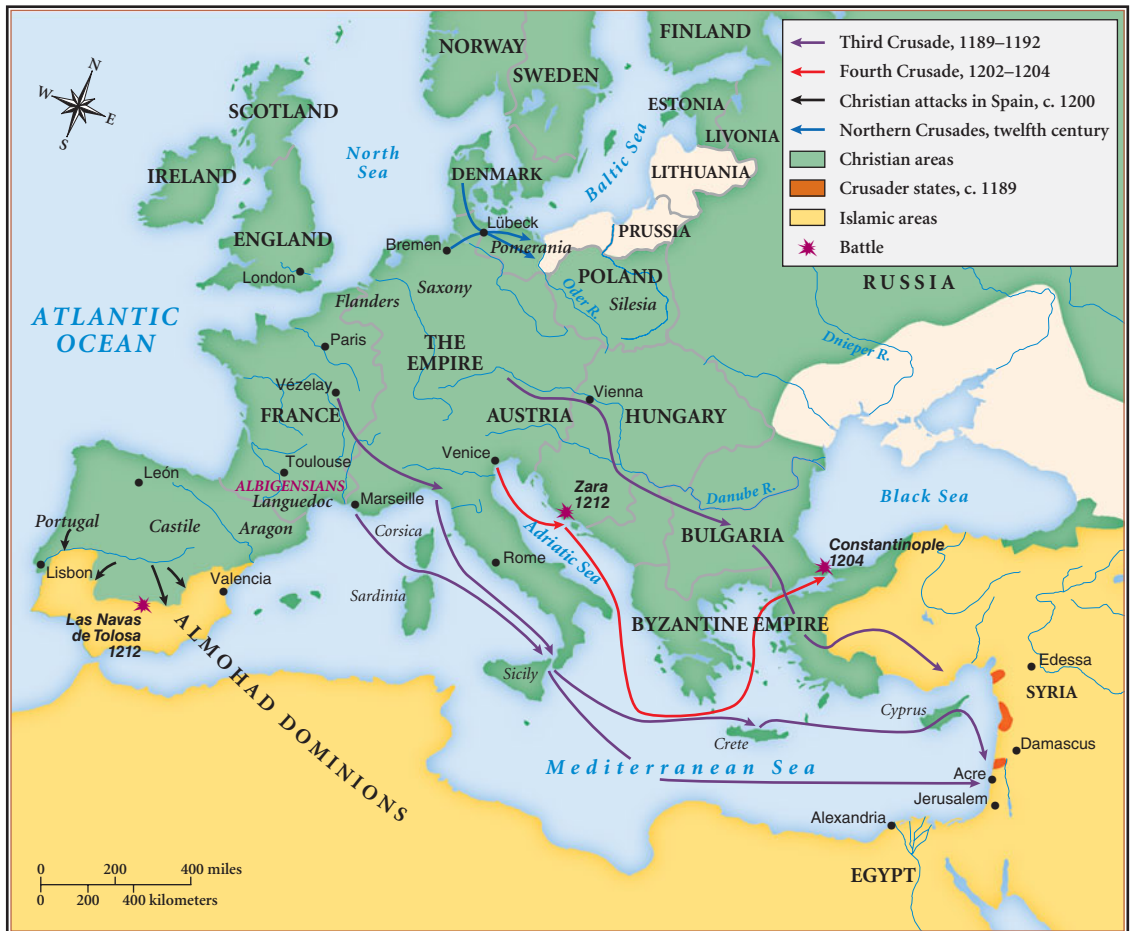 Third Crusade, 1189–1192
Fourth Crusade, 1202–1204
Christian attacks in Spain, c. 1200
Northern Crusades, twelfth century
Christian areas
Crusader states, c. 1189
Islamic areas
Battle
N
W
E
S
NORWAY
FINLAND
SWEDEN
SCOTLAND
ESTONIA
LIVONIA
North
Sea
Baltic Sea
IRELAND
DENMARK
LITHUANIA
Lübeck
PRUSSIA
ENGLAND
Bremen
Pomerania
London
POLAND
RUSSIA
Saxony
Flanders
Oder R.
Silesia
ATLANTIC
OCEAN
Paris
THE
EMPIRE
Dnieper R.
Vézelay
Vienna
FRANCE
AUSTRIA
HUNGARY
Venice
León
Toulouse
ALBIGENSIANS
Languedoc
Marseille
Zara
1212
Danube R.
Black Sea
Portugal
Castile
Aragon
Corsica
Adriatic Sea
BULGARIA
Constantinople
1204
Lisbon
Valencia
Rome
Sardinia
Las Navas
de Tolosa
1212
ALMOHAD DOMINIONS
BYZANTINE EMPIRE
Sicily
Edessa
SYRIA
Cyprus
Crete
Damascus
Mediterranean Sea
Acre
Jerusalem
Alexandria
EGYPT
0 200 400 miles
0 200 400 kilometers